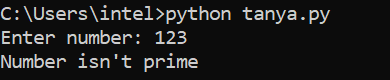 C:\Users\intel>python tanya.py
Enter number: 123
Number isn't prime